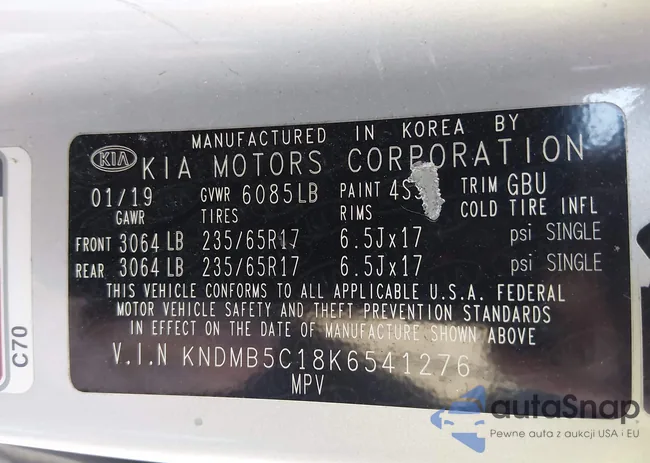 MANUFACTURED IN KOREA BY
KIA KIA MOTORS CORPORATION
01/19 GVWR 6085LB PAINT TRIM GBU
GAWR TIRES RIMS COLD TIRE INFL
FRONT 3064 LB 235/65R17 6.5Jx17 psi SINGLE
REAR 3064 LB 235/65R17 6.5Jx17 psi SINGLE
THIS VEHICLE CONFORMS TO ALL APPLICABLE U.S.A. FEDERAL
MOTOR VEHICLE SAFETY AND THEFT PREVENTION STANDARDS
IN EFFECT ON THE DATE OF MANUFACTURE SHOWN ABOVE
V.I.N KNDMB5C18K6541276
MPV
C70
autoSnap
Pewne auta z aukcji USA i EU